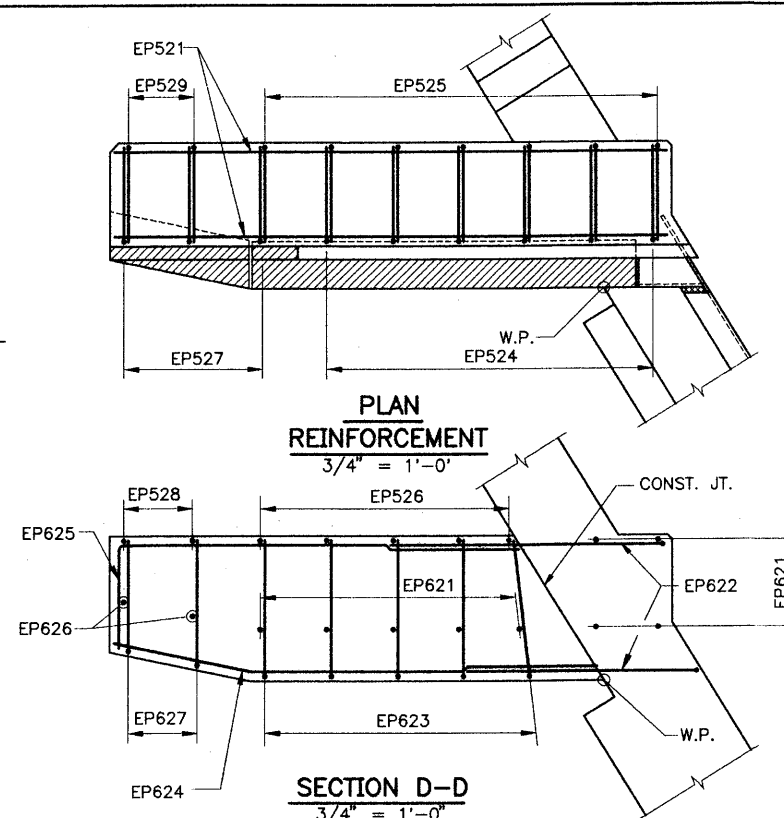 EP521
EP529
EP525
W.P.
EP527
EP524
PLAN
REINFORCEMENT
3/4" = 1'-0'
CONST. JT.
EP528
EP526
EP625
EP621
EP621
EP622
EP626
EP627
EP623
W.P.
EP624
SECTION D-D
3/4" = 1'-0"